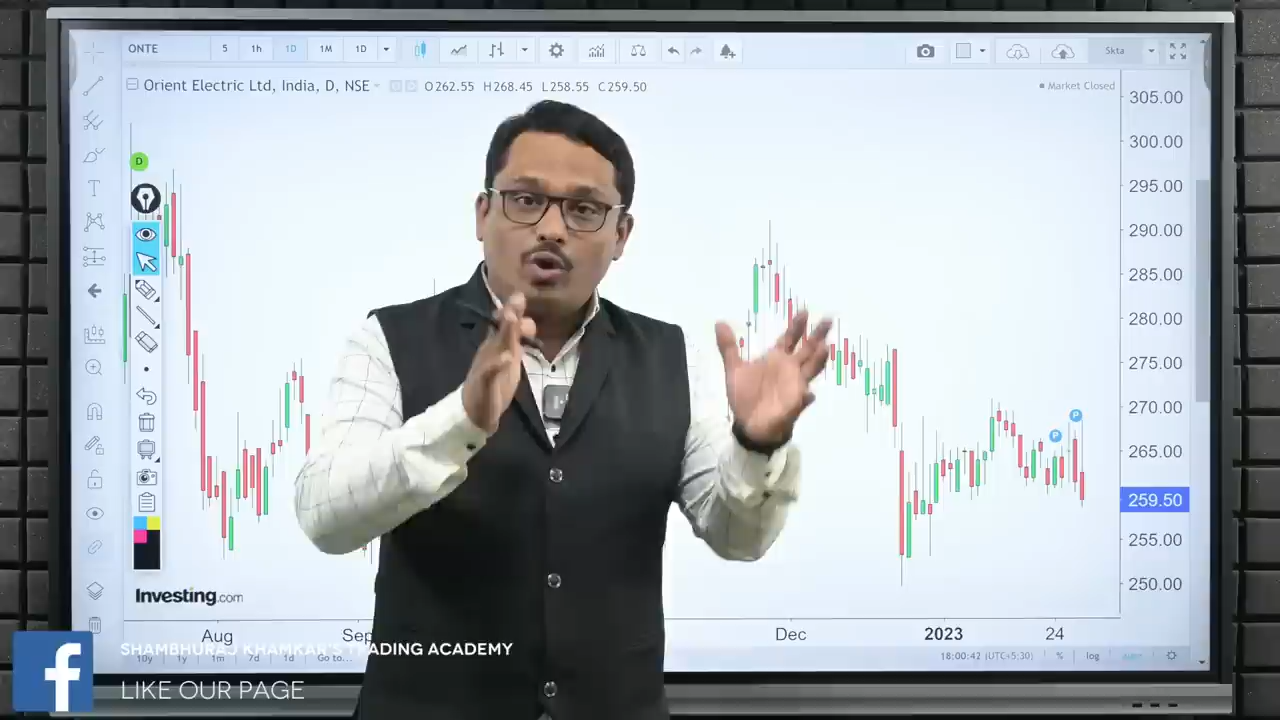 ONTE 5 1h 1D 1M 1D Skta
Orient Electric Ltd, India, D, NSE O262.55 H268.45 L258.55 C259.50
Market Closed
305.00
300.00
295.00
290.00
285.00
280.00
275.00
270.00
265.00
259.50
255.00
250.00
D
T
P
P
Investing.com
Aug Sep Dec 2023 24
10y 1y 1m 7d 1d Go to... 18:00:42 (UTC+5:30) % log auto
SHAMBHURAJ KHAMKAR'S TRADING ACADEMY
LIKE OUR PAGE